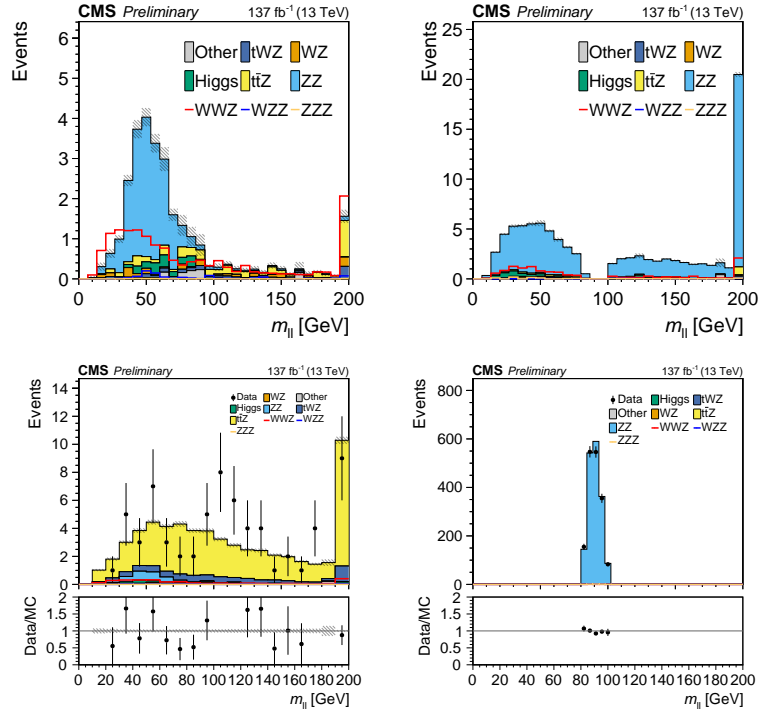 CMS Preliminary 137 fb⁻¹ (13 TeV)
Events
6
5
4
3
2
1
0
Other tWZ WZ
Higgs tt̄Z ZZ
WWZ WZZ ZZZ
0 50 100 150 200
m_ll [GeV]
CMS Preliminary 137 fb⁻¹ (13 TeV)
Events
25
20
15
10
5
0
Other tWZ WZ
Higgs tt̄Z ZZ
WWZ WZZ ZZZ
0 50 100 150 200
m_ll [GeV]
CMS Preliminary 137 fb⁻¹ (13 TeV)
Events
14
12
10
8
6
4
2
0
Data WZ Other
Higgs ZZ tWZ
tt̄Z WWZ WZZ
ZZZ
Data/MC
2
1.5
1
0.5
0
0 20 40 60 80 100 120 140 160 180 200
m_ll [GeV]
CMS Preliminary 137 fb⁻¹ (13 TeV)
Events
800
600
400
200
0
Data Higgs tWZ
Other WZ tt̄Z
ZZ WWZ WZZ
ZZZ
Data/MC
2
1.5
1
0.5
0
0 20 40 60 80 100 120 140 160 180 200
m_ll [GeV]